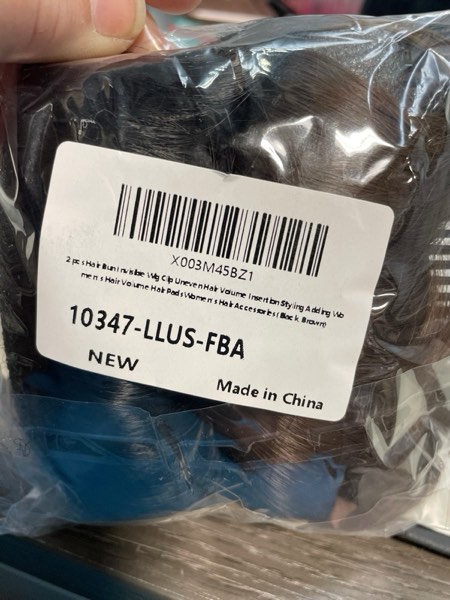 X003M45BZ1
2 pcs Hair Bun Invisible Wig Clip Uneven Hair Volume Insertion Styling Adding Wo
men's Hair Volume Hair Pads Women's Hair Accessories (Black, Brown)
10347-LLUS-FBA
NEW
Made in China